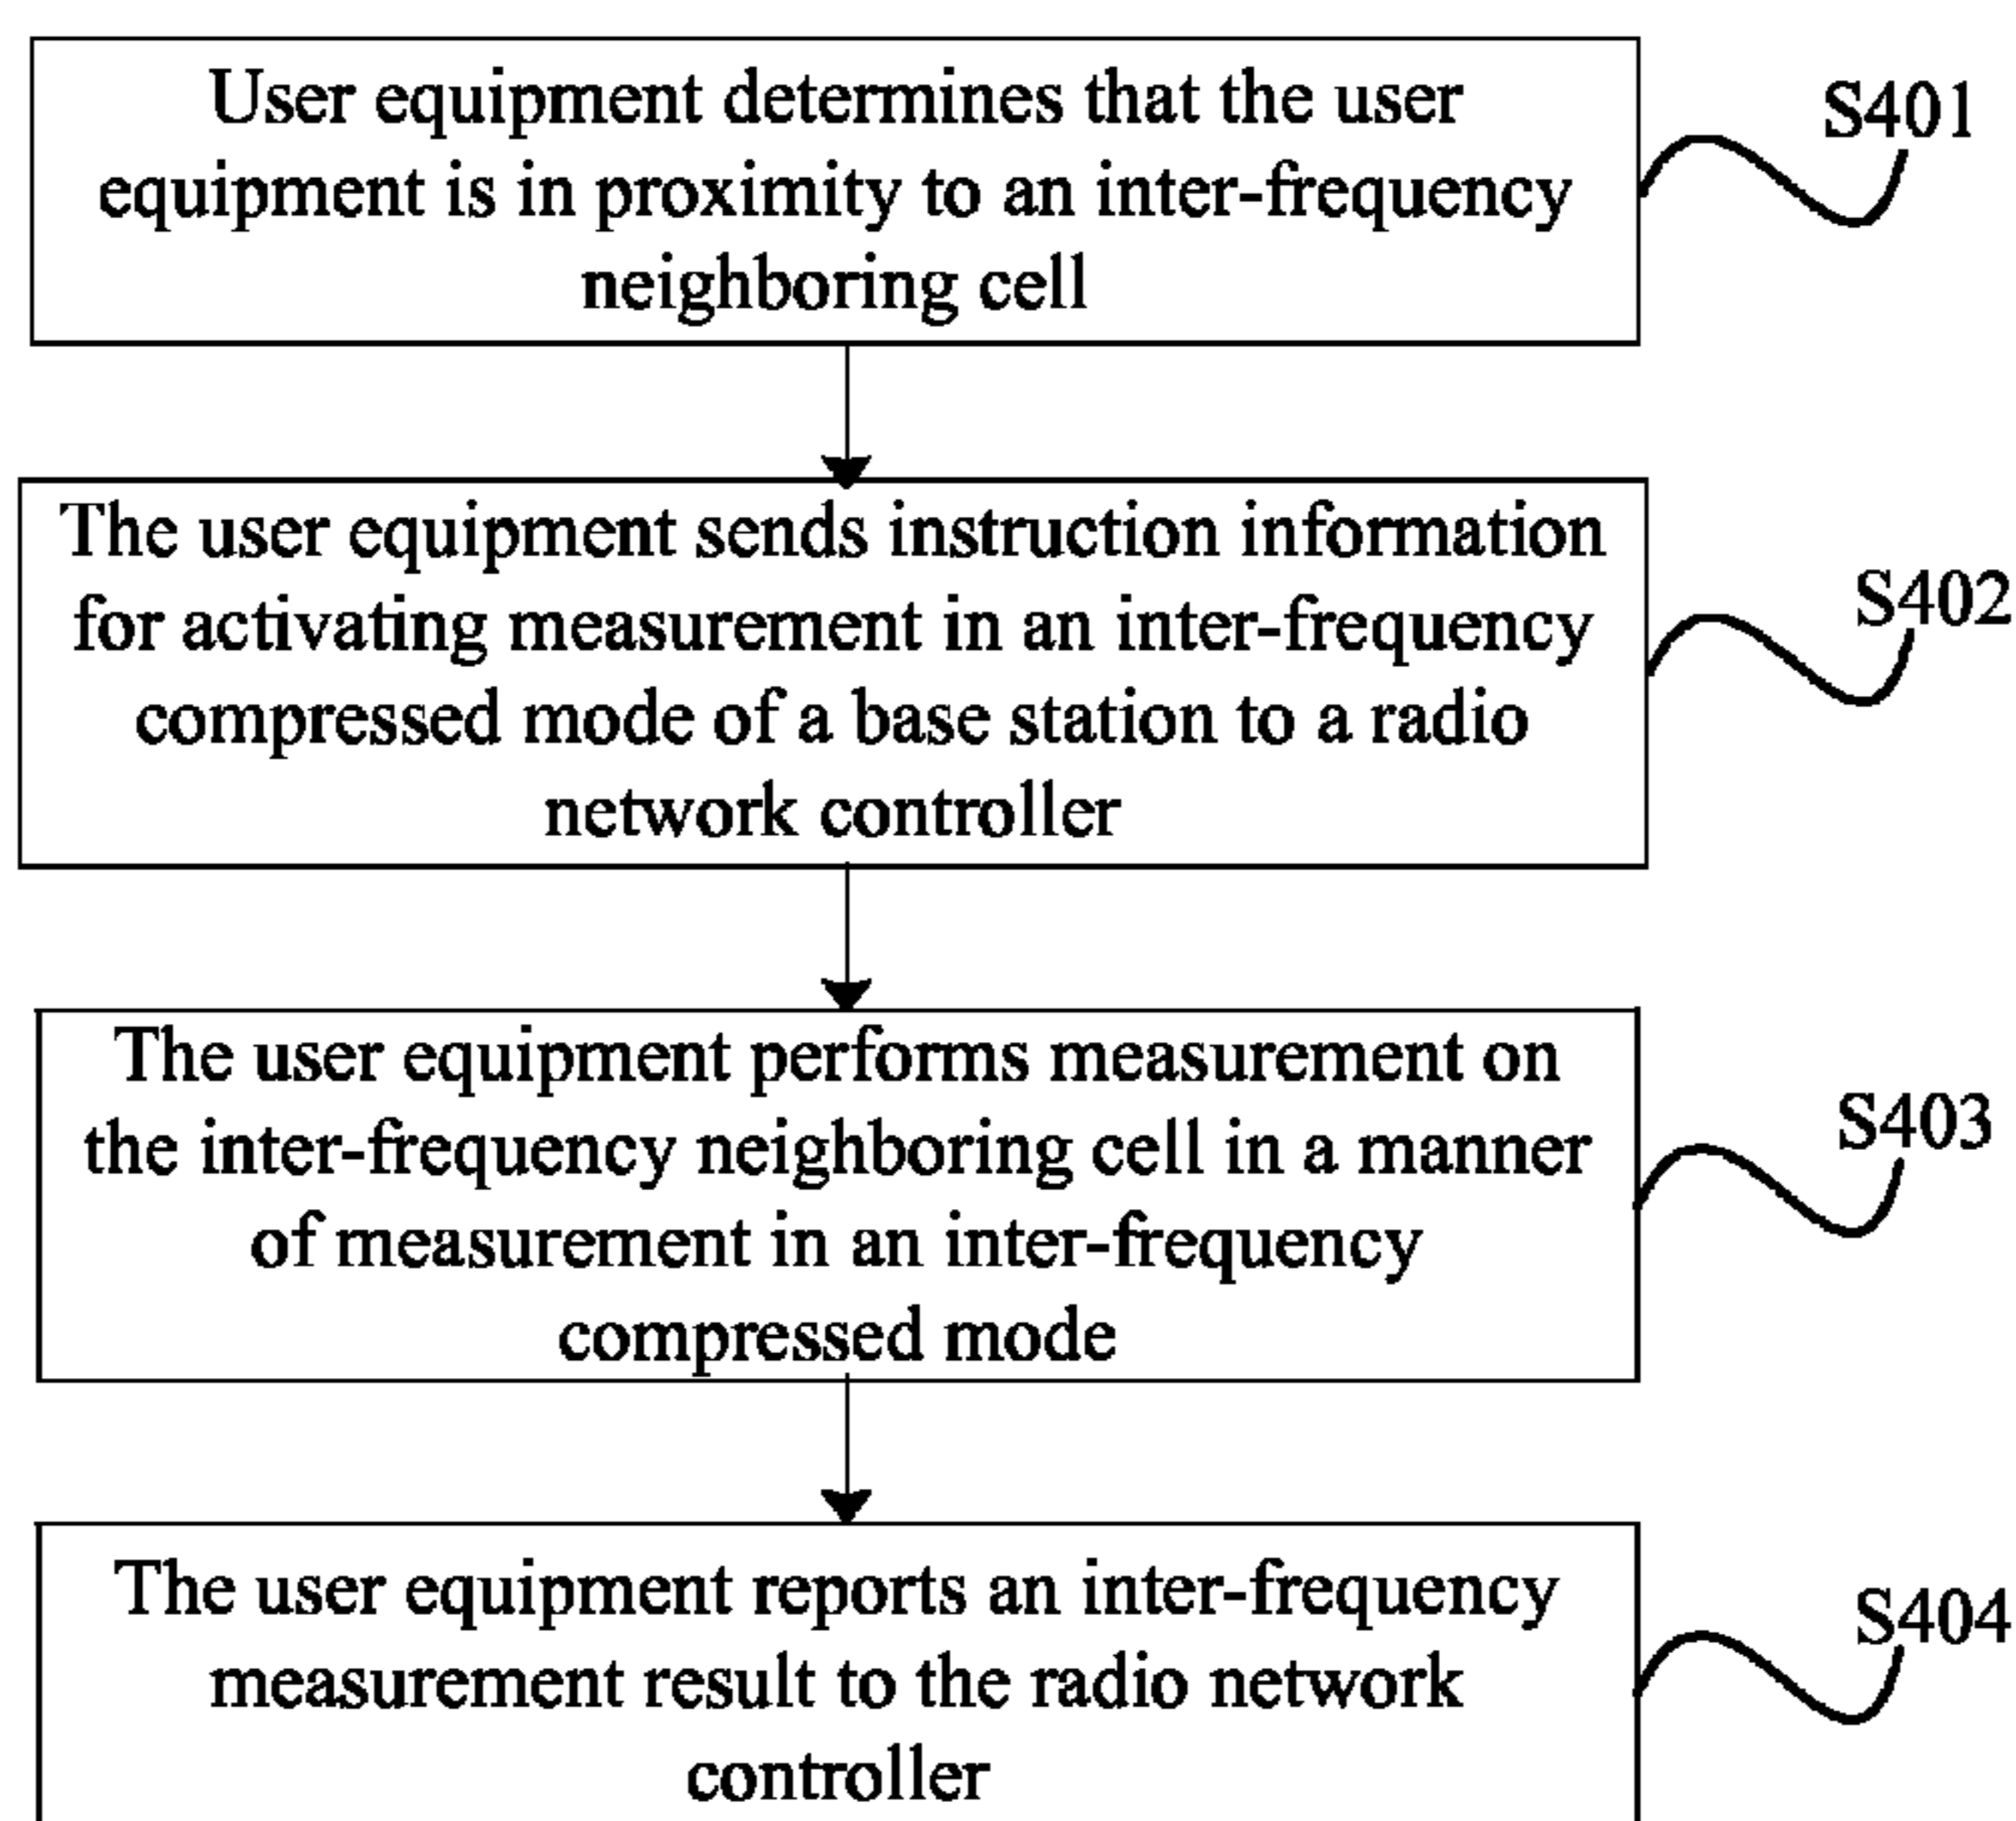 User equipment determines that the user
equipment is in proximity to an inter-frequency
neighboring cell
S401
The user equipment sends instruction information
for activating measurement in an inter-frequency
compressed mode of a base station to a radio
network controller
S402
The user equipment performs measurement on
the inter-frequency neighboring cell in a manner
of measurement in an inter-frequency
compressed mode
S403
The user equipment reports an inter-frequency
measurement result to the radio network
controller
S404